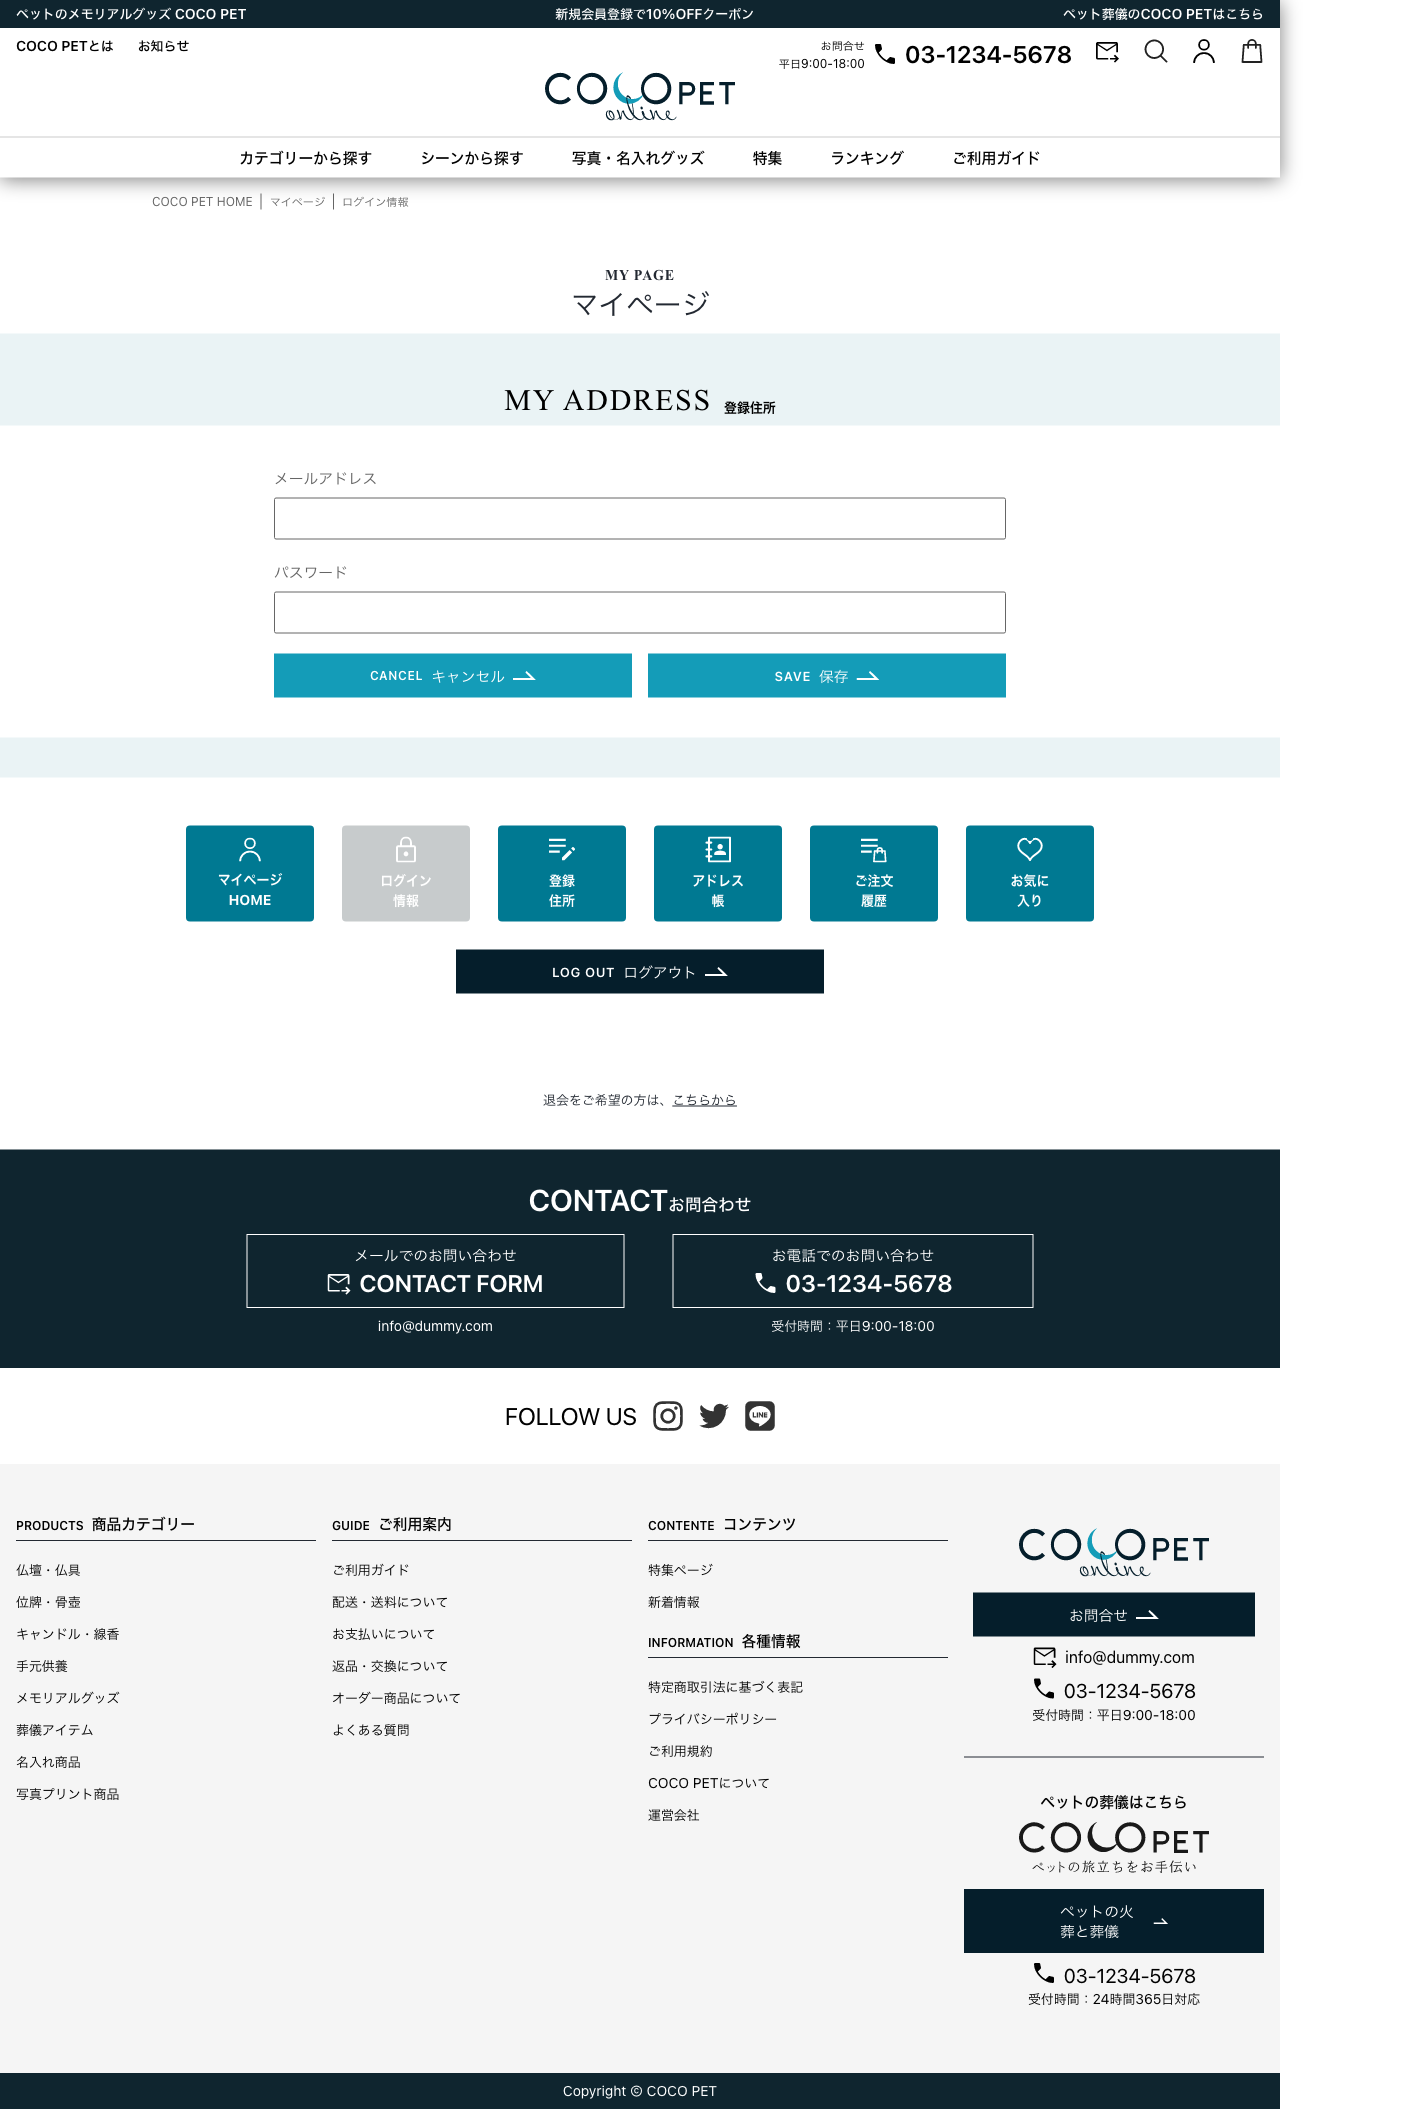 ペットのメモリアルグッズ COCO PET
新規会員登録で10%OFFクーポン
ペット葬儀のCOCO PETはこちら
COCO PETとは
お知らせ
お問合せ
平日9:00-18:00
03-1234-5678
COCO PET
online
カテゴリーから探す
シーンから探す
写真・名入れグッズ
特集
ランキング
ご利用ガイド
COCO PET HOME
マイページ
ログイン情報
MY PAGE
マイページ
MY ADDRESS 登録住所
メールアドレス
パスワード
CANCEL キャンセル
SAVE 保存
マイページ
HOME
ログイン
情報
登録
住所
アドレス
帳
ご注文
履歴
お気に
入り
LOG OUT ログアウト
退会をご希望の方は、こちらから
CONTACTお問合わせ
メールでのお問い合わせ
CONTACT FORM
info@dummy.com
お電話でのお問い合わせ
03-1234-5678
受付時間：平日9:00-18:00
FOLLOW US
LINE
PRODUCTS 商品カテゴリー
仏壇・仏具
位牌・骨壺
キャンドル・線香
手元供養
メモリアルグッズ
葬儀アイテム
名入れ商品
写真プリント商品
GUIDE ご利用案内
ご利用ガイド
配送・送料について
お支払いについて
返品・交換について
オーダー商品について
よくある質問
CONTENTE コンテンツ
特集ページ
新着情報
INFORMATION 各種情報
特定商取引法に基づく表記
プライバシーポリシー
ご利用規約
COCO PETについて
運営会社
COCO PET
online
お問合せ
info@dummy.com
03-1234-5678
受付時間：平日9:00-18:00
ペットの葬儀はこちら
COCO PET
ペットの旅立ちをお手伝い
ペットの火
葬と葬儀
03-1234-5678
受付時間：24時間365日対応
Copyright © COCO PET